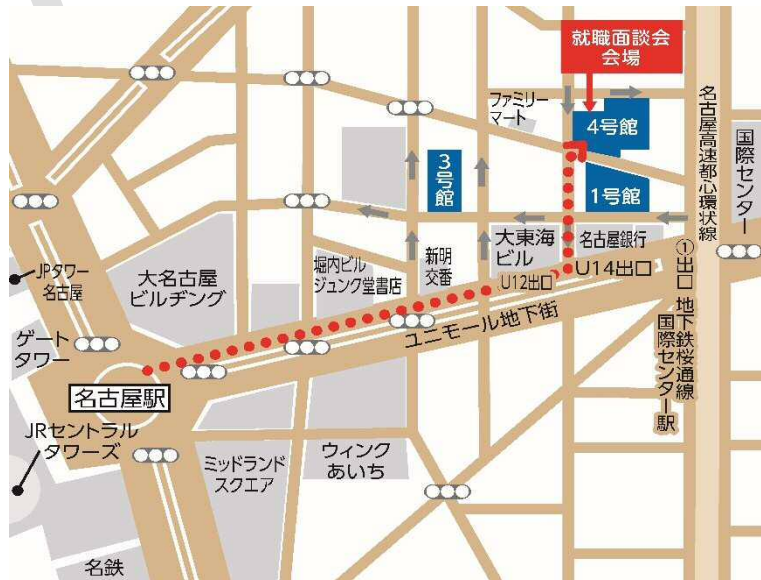 就職面談会
会場
ファミリー
マート
4号館
名古屋高速都心環状線
国際センター
3号館
1号館
JPタワー
名古屋
大名古屋
ビルヂング
堀内ビル
ジュンク堂書店
新明
交番
大東海
ビル
名古屋銀行
U12出口
U14出口
①出口 地下鉄桜通線
国際センター駅
ゲート
タワー
ユニモール地下街
名古屋駅
JRセントラル
タワーズ
ミッドランド
スクエア
ウィンク
あいち
名鉄